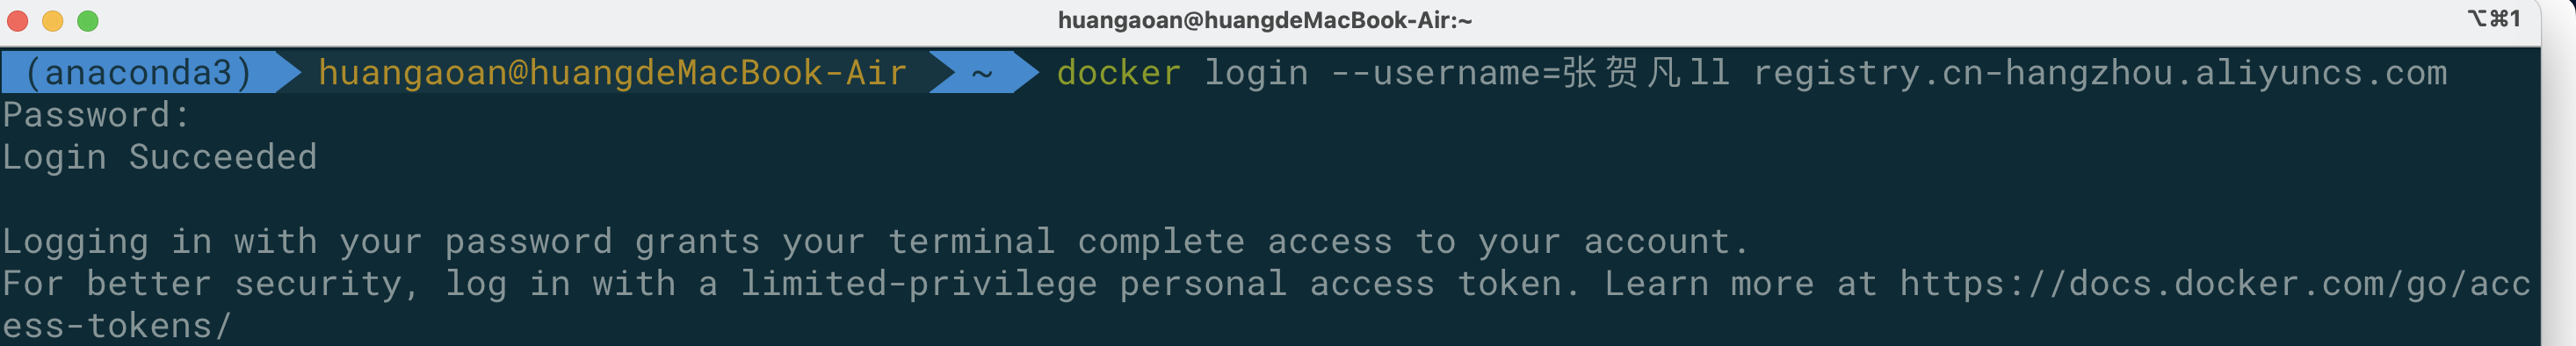 huangaoan@huangdeMacBook-Air:~ ⌥⌘1
(anaconda3) huangaoan@huangdeMacBook-Air ~ docker login --username=张贺凡ll registry.cn-hangzhou.aliyuncs.com
Password:
Login Succeeded
Logging in with your password grants your terminal complete access to your account.
For better security, log in with a limited-privilege personal access token. Learn more at https://docs.docker.com/go/acc
ess-tokens/